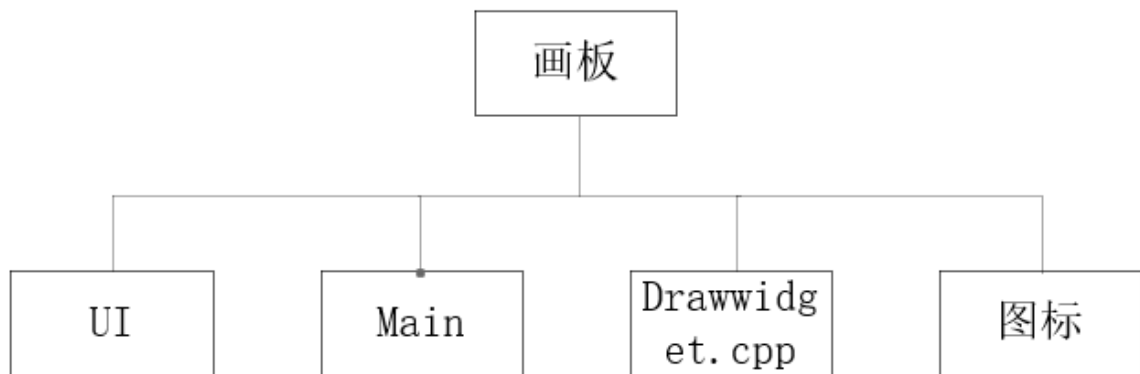 画板
UI
Main
Drawwidg
et.cpp
图标